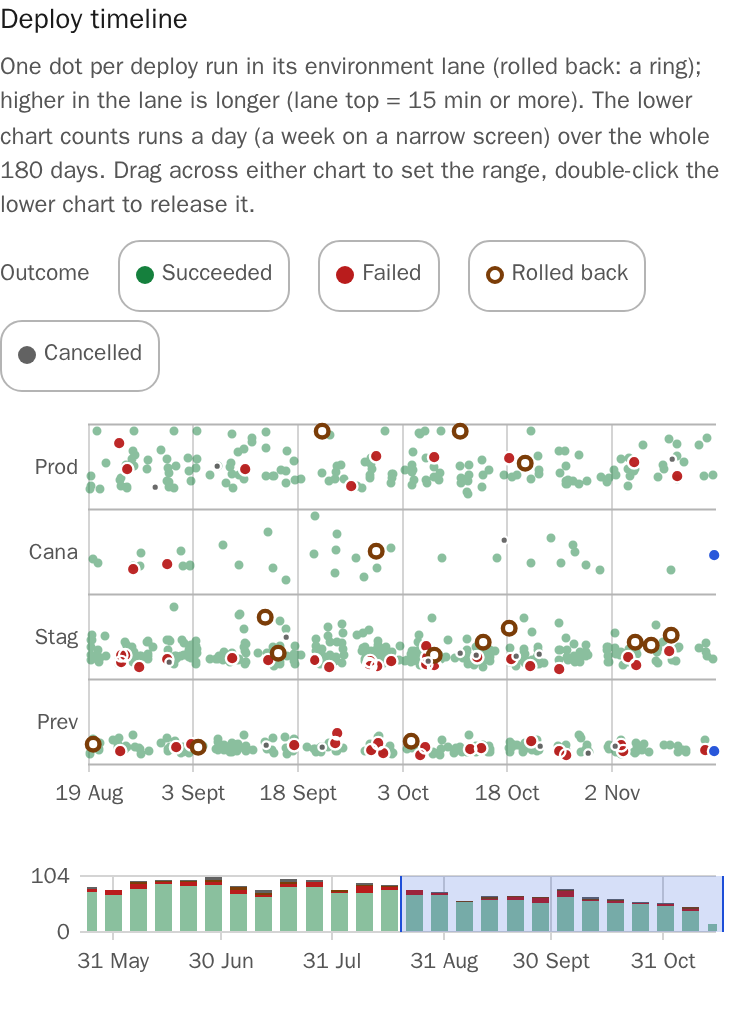 Deploy timeline
One dot per deploy run in its environment lane (rolled back: a ring);
higher in the lane is longer (lane top = 15 min or more). The lower
chart counts runs a day (a week on a narrow screen) over the whole
180 days. Drag across either chart to set the range, double-click the
lower chart to release it.
Outcome Succeeded Failed Rolled back
Cancelled
Prod
Cana
Stag
Prev
19 Aug 3 Sept 18 Sept 3 Oct 18 Oct 2 Nov
104
0
31 May 30 Jun 31 Jul 31 Aug 30 Sept 31 Oct